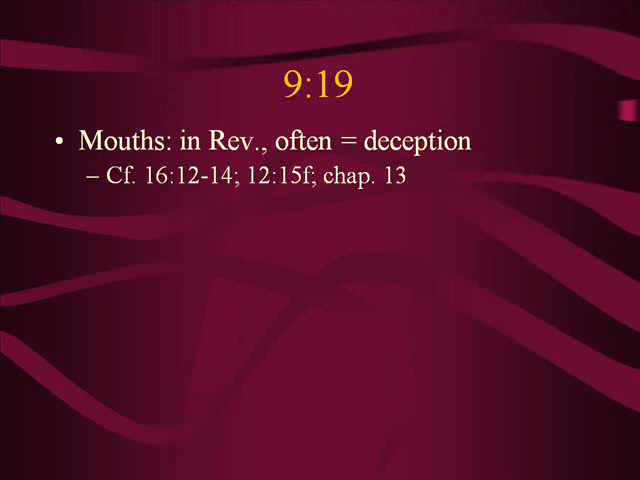 9:19
• Mouths: in Rev., often = deception
– Cf. 16:12-14; 12:15f; chap. 13